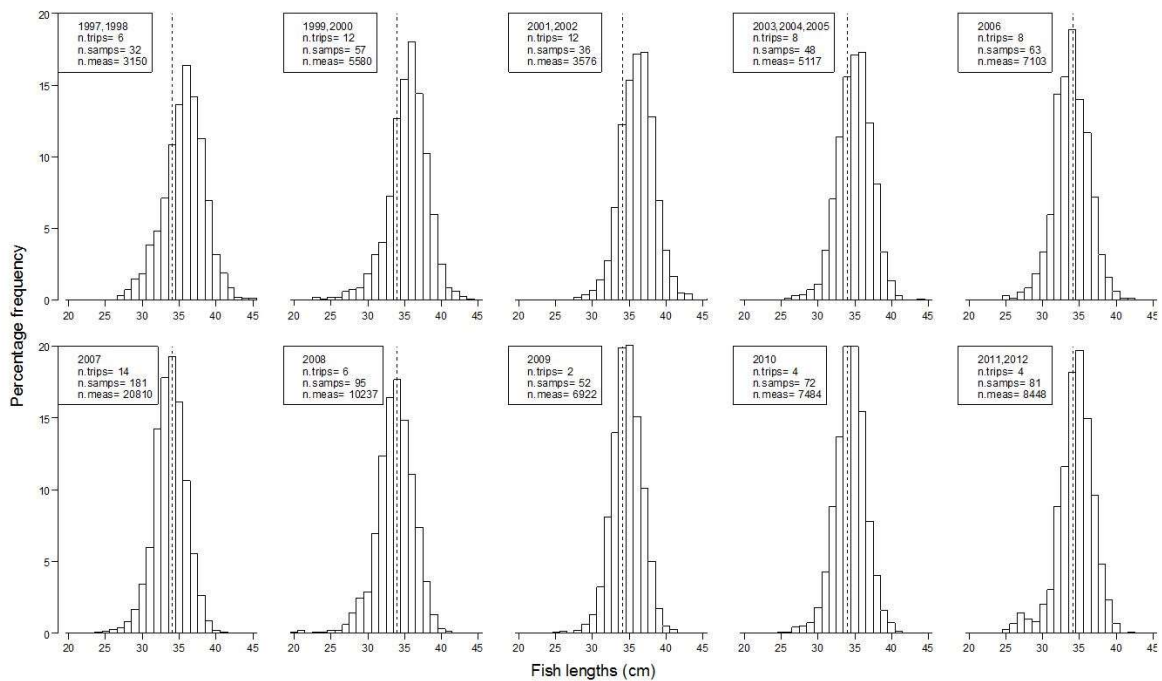 1997,1998
n.trips= 6
n.samps= 32
n.meas= 3150
1999,2000
n.trips= 12
n.samps= 57
n.meas= 5580
2001,2002
n.trips= 12
n.samps= 36
n.meas= 3576
2003,2004,2005
n.trips= 8
n.samps= 48
n.meas= 5117
2006
n.trips= 8
n.samps= 63
n.meas= 7103
20
15
10
5
0
20 25 30 35 40 45
20 25 30 35 40 45
20 25 30 35 40 45
20 25 30 35 40 45
20 25 30 35 40 45
Percentage frequency
2007
n.trips= 14
n.samps= 181
n.meas= 20810
2008
n.trips= 6
n.samps= 95
n.meas= 10237
2009
n.trips= 2
n.samps= 52
n.meas= 6922
2010
n.trips= 4
n.samps= 72
n.meas= 7484
2011,2012
n.trips= 4
n.samps= 81
n.meas= 8448
20
15
10
5
0
20 25 30 35 40 45
20 25 30 35 40 45
20 25 30 35 40 45
20 25 30 35 40 45
20 25 30 35 40 45
Fish lengths (cm)